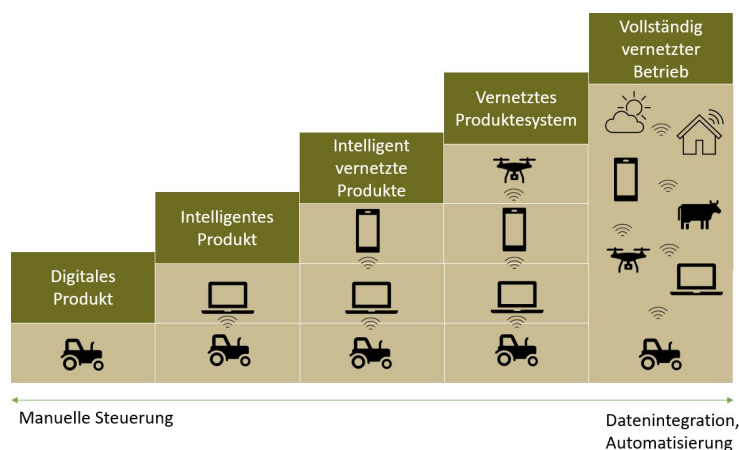 Digitales
Produkt
Intelligentes
Produkt
Intelligent
vernetzte
Produkte
Vernetztes
Produktesystem
Vollständig
vernetzter
Betrieb
Manuelle Steuerung
Datenintegration,
Automatisierung